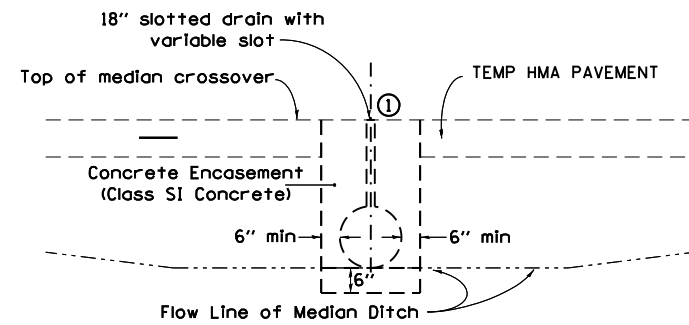 18" slotted drain with
variable slot
Top of median crossover
1
TEMP HMA PAVEMENT
Concrete Encasement
(Class SI Concrete)
6" min
6" min
6"
Flow Line of Median Ditch